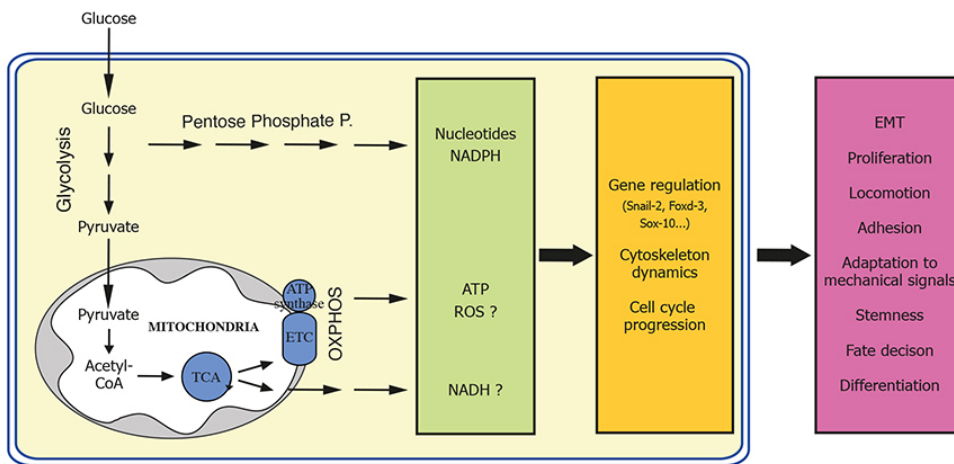 Glucose
Glucose
Glycolysis
Pentose Phosphate P.
Pyruvate
Pyruvate
MITOCHONDRIA
Acetyl-
CoA
TCA
ATP
synthase
ETC
OXPHOS
Nucleotides
NADPH
ATP
ROS ?
NADH ?
Gene regulation
(Snail-2, Foxd-3,
Sox-10...)
Cytoskeleton
dynamics
Cell cycle
progression
EMT
Proliferation
Locomotion
Adhesion
Adaptation to
mechanical signals
Stemness
Fate decison
Differentiation